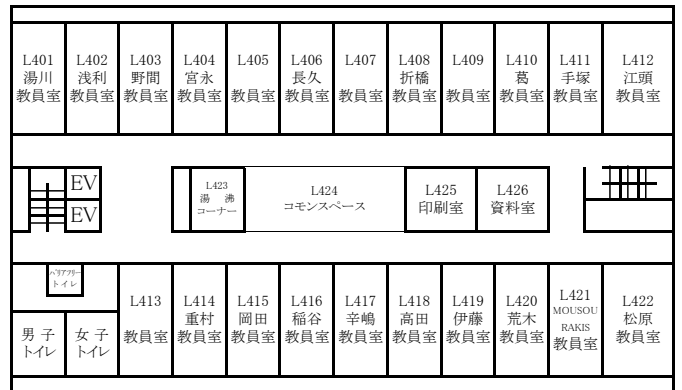 L401
湯川
教員室
L402
浅利
教員室
L403
野間
教員室
L404
宮永
教員室
L405
教員室
L406
長久
教員室
L407
教員室
L408
折橋
教員室
L409
教員室
L410
葛
教員室
L411
手塚
教員室
L412
江頭
教員室
EV
EV
L423
湯 沸
コーナー
L424
コモンスペース
L425
印刷室
L426
資料室
バリアフリー
トイレ
男 子
トイレ
女 子
トイレ
L413
教員室
L414
重村
教員室
L415
岡田
教員室
L416
稲谷
教員室
L417
辛嶋
教員室
L418
高田
教員室
L419
伊藤
教員室
L420
荒木
教員室
L421
MOUSOU
RAKIS
教員室
L422
松原
教員室